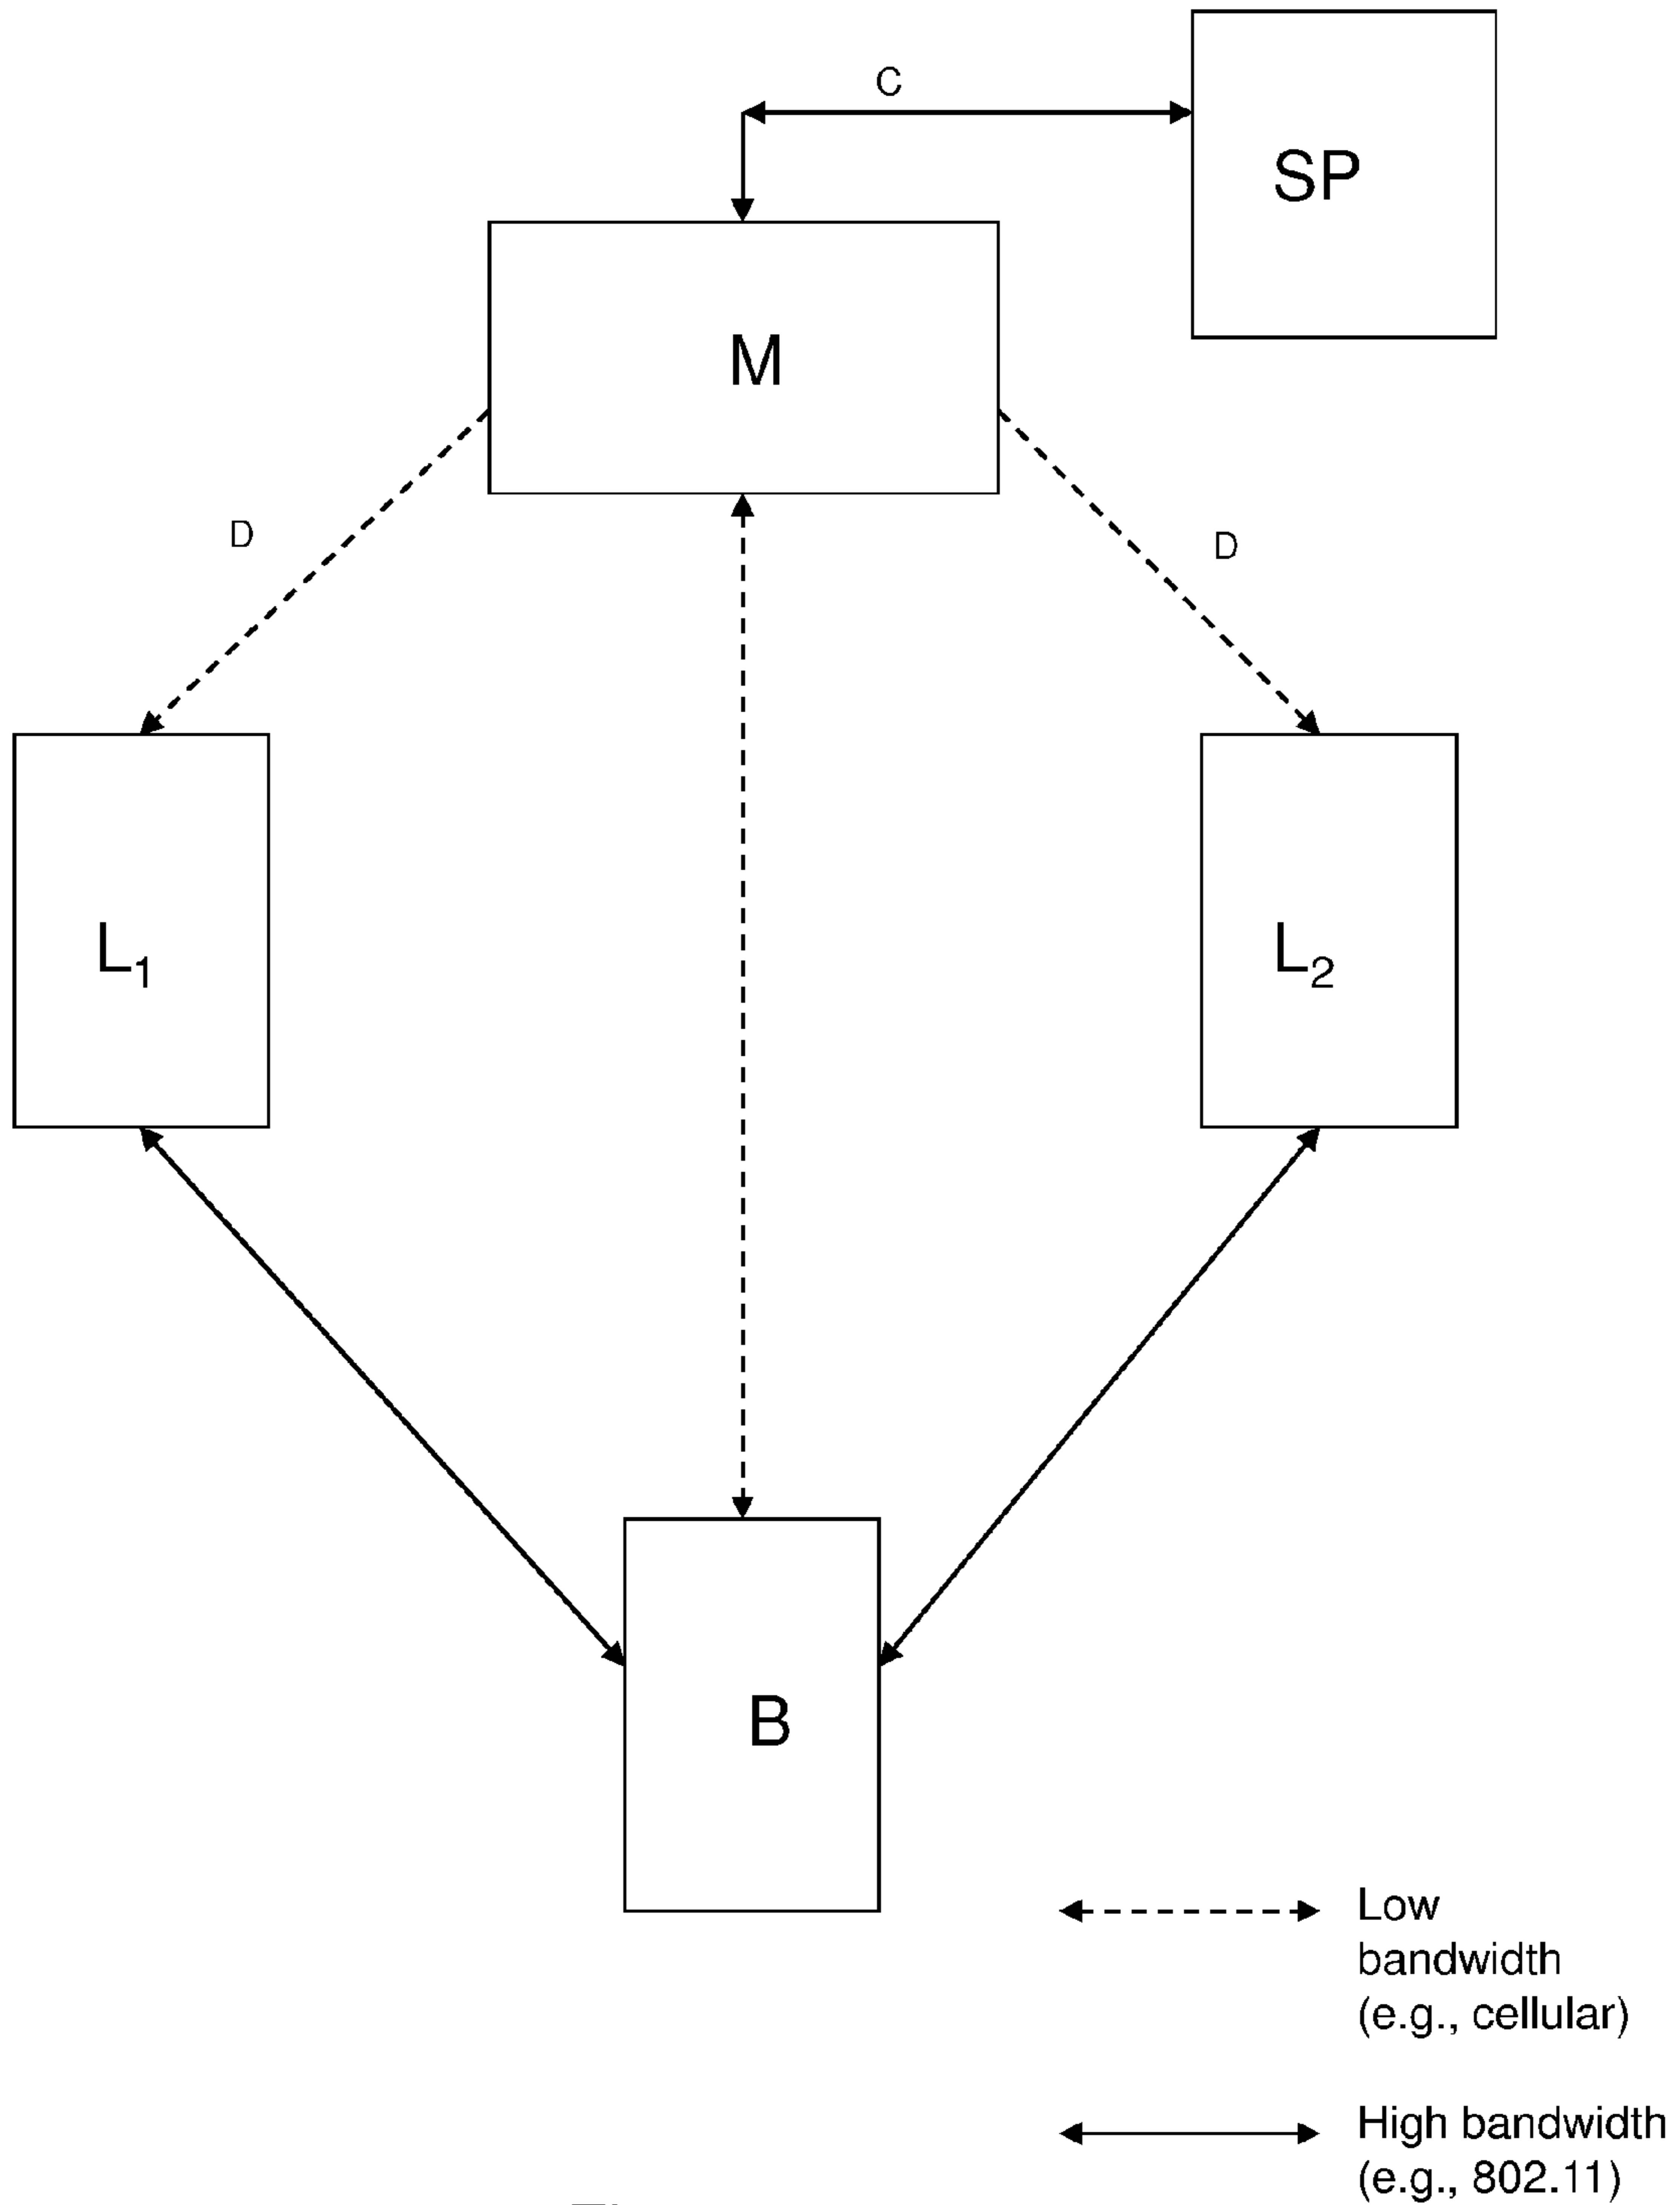 C
SP
M
D
D
L₁
L₂
B
Low
bandwidth
(e.g., cellular)
High bandwidth
(e.g., 802.11)